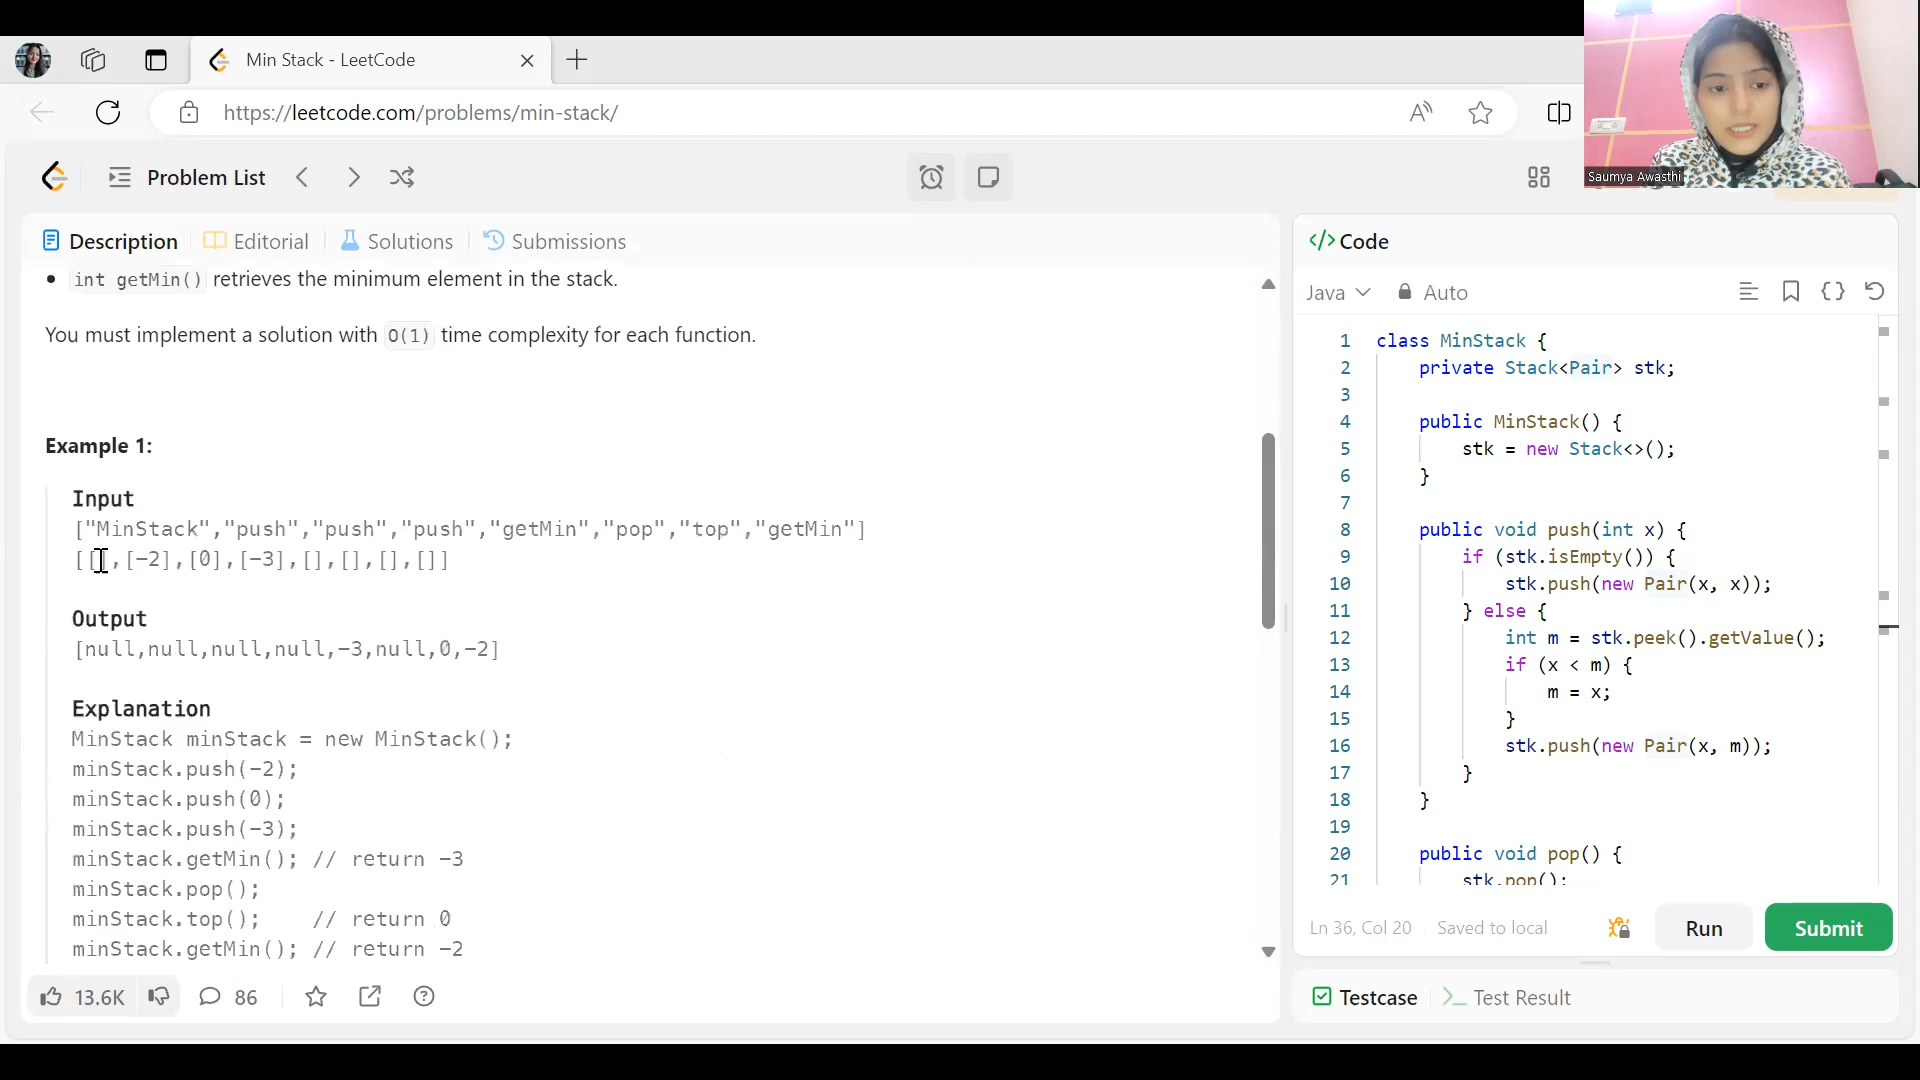 Min Stack - LeetCode
https://leetcode.com/problems/min-stack/
Saumya Awasthi
Problem List
Description
Editorial
Solutions
Submissions
</> Code
• int getMin() retrieves the minimum element in the stack.
You must implement a solution with O(1) time complexity for each function.
Example 1:
Input
["MinStack","push","push","push","getMin","pop","top","getMin"]
[[],[-2],[0],[-3],[],[],[],[]]
Output
[null,null,null,null,-3,null,0,-2]
Explanation
MinStack minStack = new MinStack();
minStack.push(-2);
minStack.push(0);
minStack.push(-3);
minStack.getMin(); // return -3
minStack.pop();
minStack.top();    // return 0
minStack.getMin(); // return -2
13.6K
86
Java
Auto
1 class MinStack {
2     private Stack<Pair> stk;
3
4     public MinStack() {
5         stk = new Stack<>();
6     }
7
8     public void push(int x) {
9         if (stk.isEmpty()) {
10             stk.push(new Pair(x, x));
11         } else {
12             int m = stk.peek().getValue();
13             if (x < m) {
14                 m = x;
15             }
16             stk.push(new Pair(x, m));
17         }
18     }
19
20     public void pop() {
21         stk.pop();
Ln 36, Col 20
Saved to local
Run
Submit
Testcase
Test Result